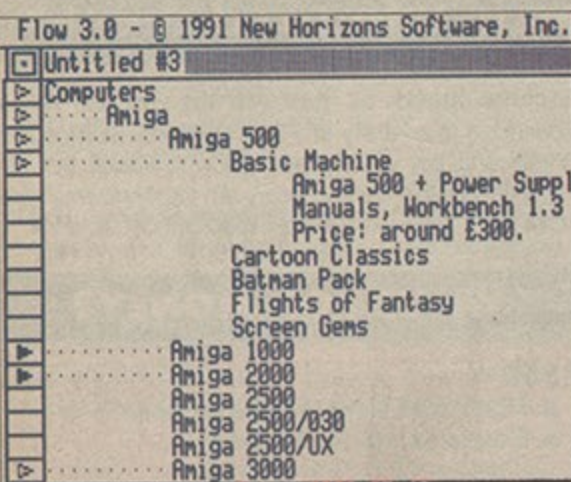 Flow 3.0 - © 1991 New Horizons Software, Inc.
Untitled #3
Computers
Amiga
Amiga 500
Basic Machine
Amiga 500 + Power Suppl
Manuals, Workbench 1.3
Price: around £300.
Cartoon Classics
Batman Pack
Flights of Fantasy
Screen Gems
Amiga 1000
Amiga 2000
Amiga 2500
Amiga 2500/030
Amiga 2500/UX
Amiga 3000